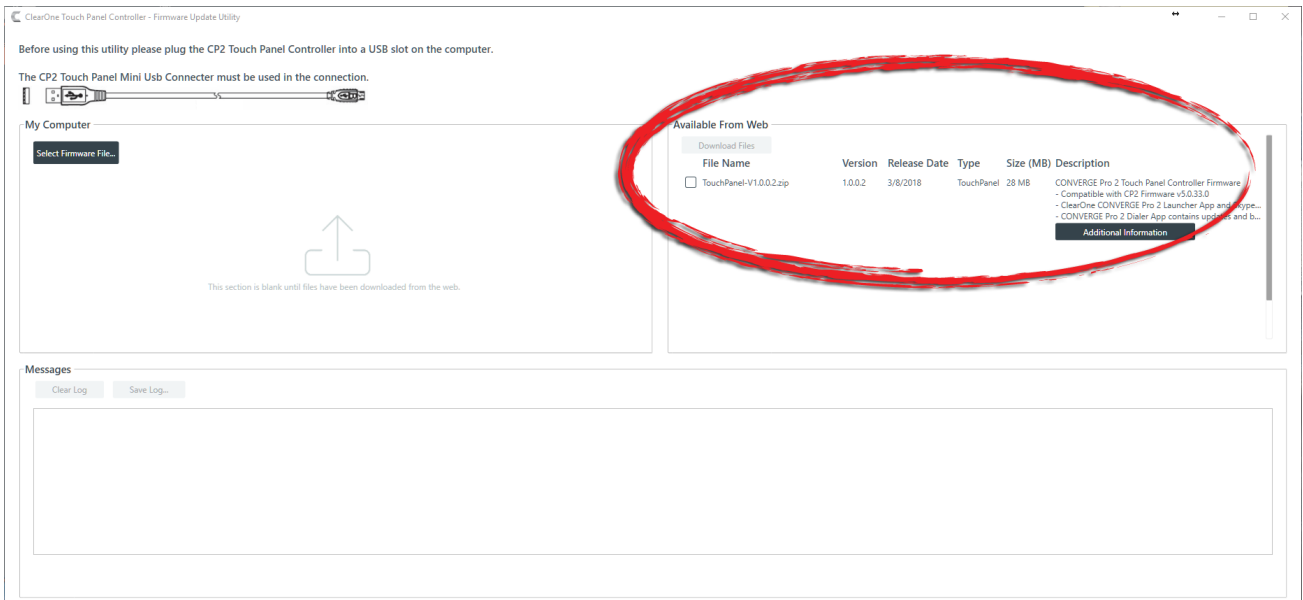 ClearOne Touch Panel Controller - Firmware Update Utility
Before using this utility please plug the CP2 Touch Panel Controller into a USB slot on the computer.
The CP2 Touch Panel Mini Usb Connecter must be used in the connection.
My Computer
Select Firmware File...
This section is blank until files have been downloaded from the web.
Available From Web
Download Files
File Name Version Release Date Type Size (MB) Description
TouchPanel-V1.0.0.2.zip 1.0.0.2 3/8/2018 TouchPanel 28 MB CONVERGE Pro 2 Touch Panel Controller Firmware
- Compatible with CP2 Firmware v5.0.33.0
- ClearOne CONVERGE Pro 2 Launcher App and Skype...
- CONVERGE Pro 2 Dialer App contains updates and b...
Additional Information
Messages
Clear Log Save Log...